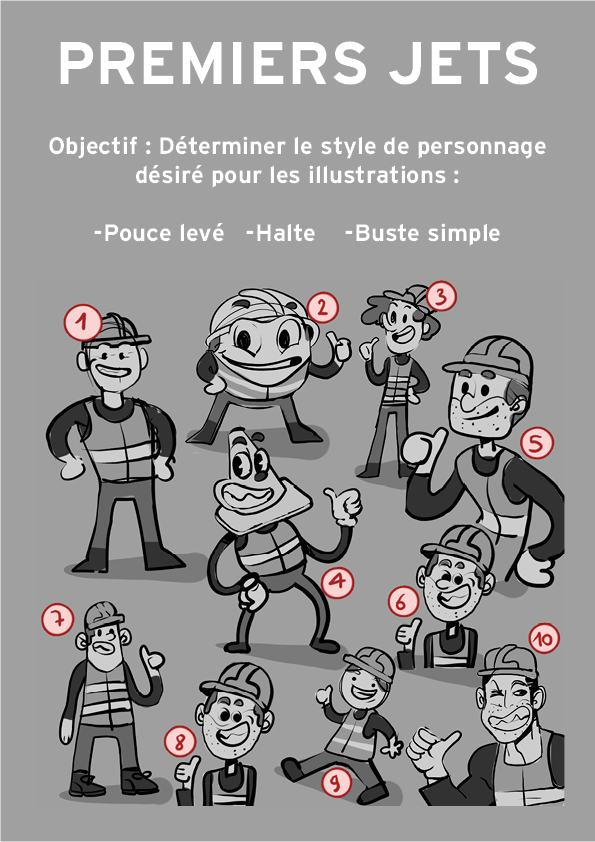 PREMIERS JETS
Objectif : Déterminer le style de personnage
désiré pour les illustrations :
-Pouce levé -Halte -Buste simple
1
2
3
5
4
6
7
10
8
9